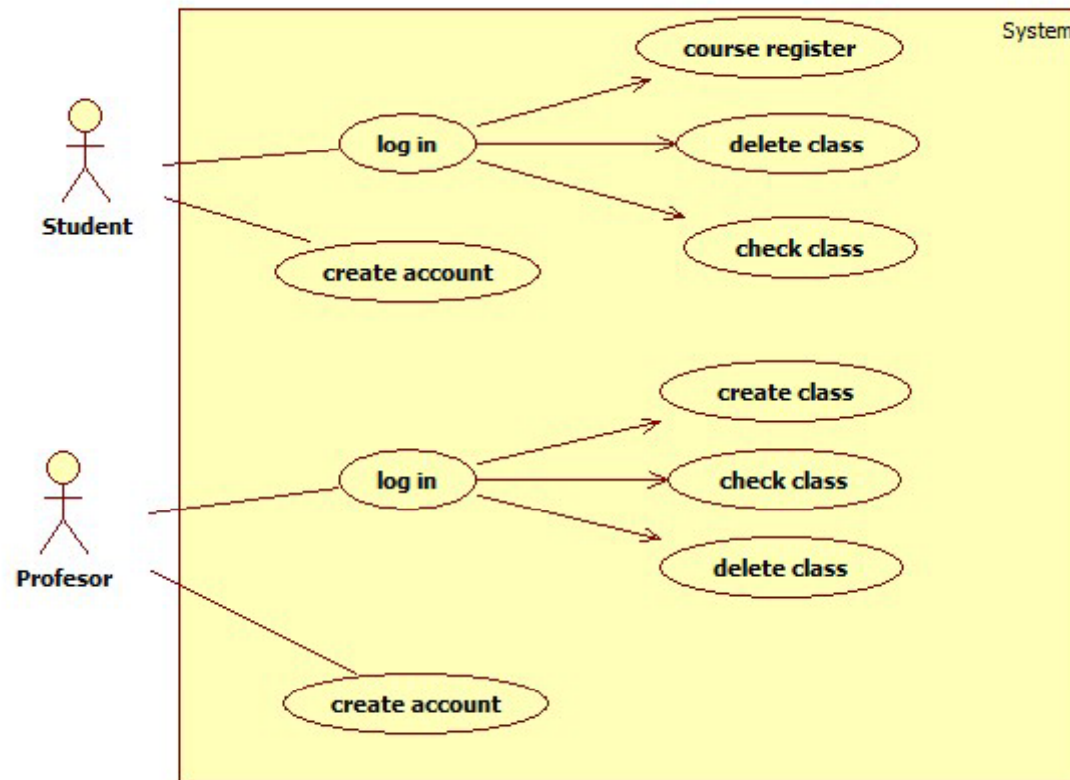 System
course register
log in
delete class
Student
check class
create account
create class
log in
check class
Profesor
delete class
create account